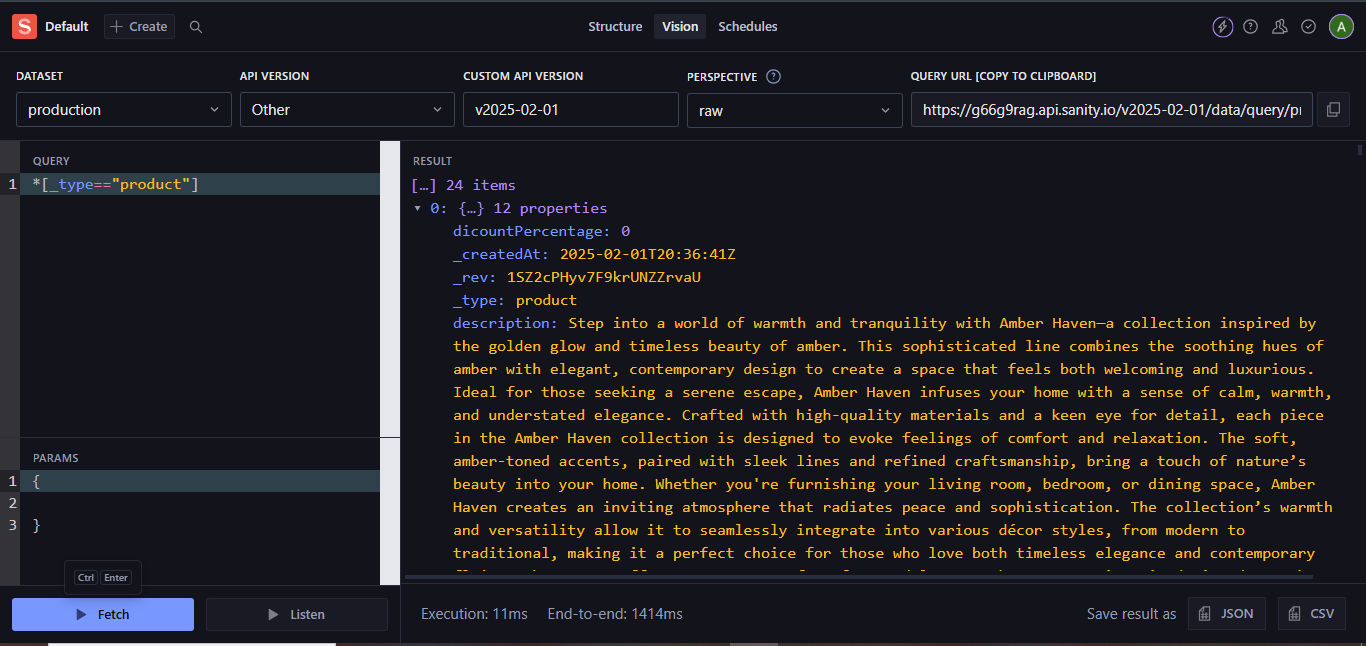 S Default + Create Structure Vision Schedules A
DATASET API VERSION CUSTOM API VERSION PERSPECTIVE ? QUERY URL [COPY TO CLIPBOARD]
production Other v2025-02-01 raw https://g66g9rag.api.sanity.io/v2025-02-01/data/query/pr
QUERY
1 *[_type=="product"]
PARAMS
1 {
2
3 }
Ctrl Enter
Fetch Listen
RESULT
[…] 24 items
0: {…} 12 properties
dicountPercentage: 0
_createdAt: 2025-02-01T20:36:41Z
_rev: 1SZ2cPHyv7F9krUNZZrvaU
_type: product
description: Step into a world of warmth and tranquility with Amber Haven—a collection inspired by
the golden glow and timeless beauty of amber. This sophisticated line combines the soothing hues of
amber with elegant, contemporary design to create a space that feels both welcoming and luxurious.
Ideal for those seeking a serene escape, Amber Haven infuses your home with a sense of calm, warmth,
and understated elegance. Crafted with high-quality materials and a keen eye for detail, each piece
in the Amber Haven collection is designed to evoke feelings of comfort and relaxation. The soft,
amber-toned accents, paired with sleek lines and refined craftsmanship, bring a touch of nature’s
beauty into your home. Whether you're furnishing your living room, bedroom, or dining space, Amber
Haven creates an inviting atmosphere that radiates peace and sophistication. The collection’s warmth
and versatility allow it to seamlessly integrate into various décor styles, from modern to
traditional, making it a perfect choice for those who love both timeless elegance and contemporary
Execution: 11ms End-to-end: 1414ms Save result as JSON CSV